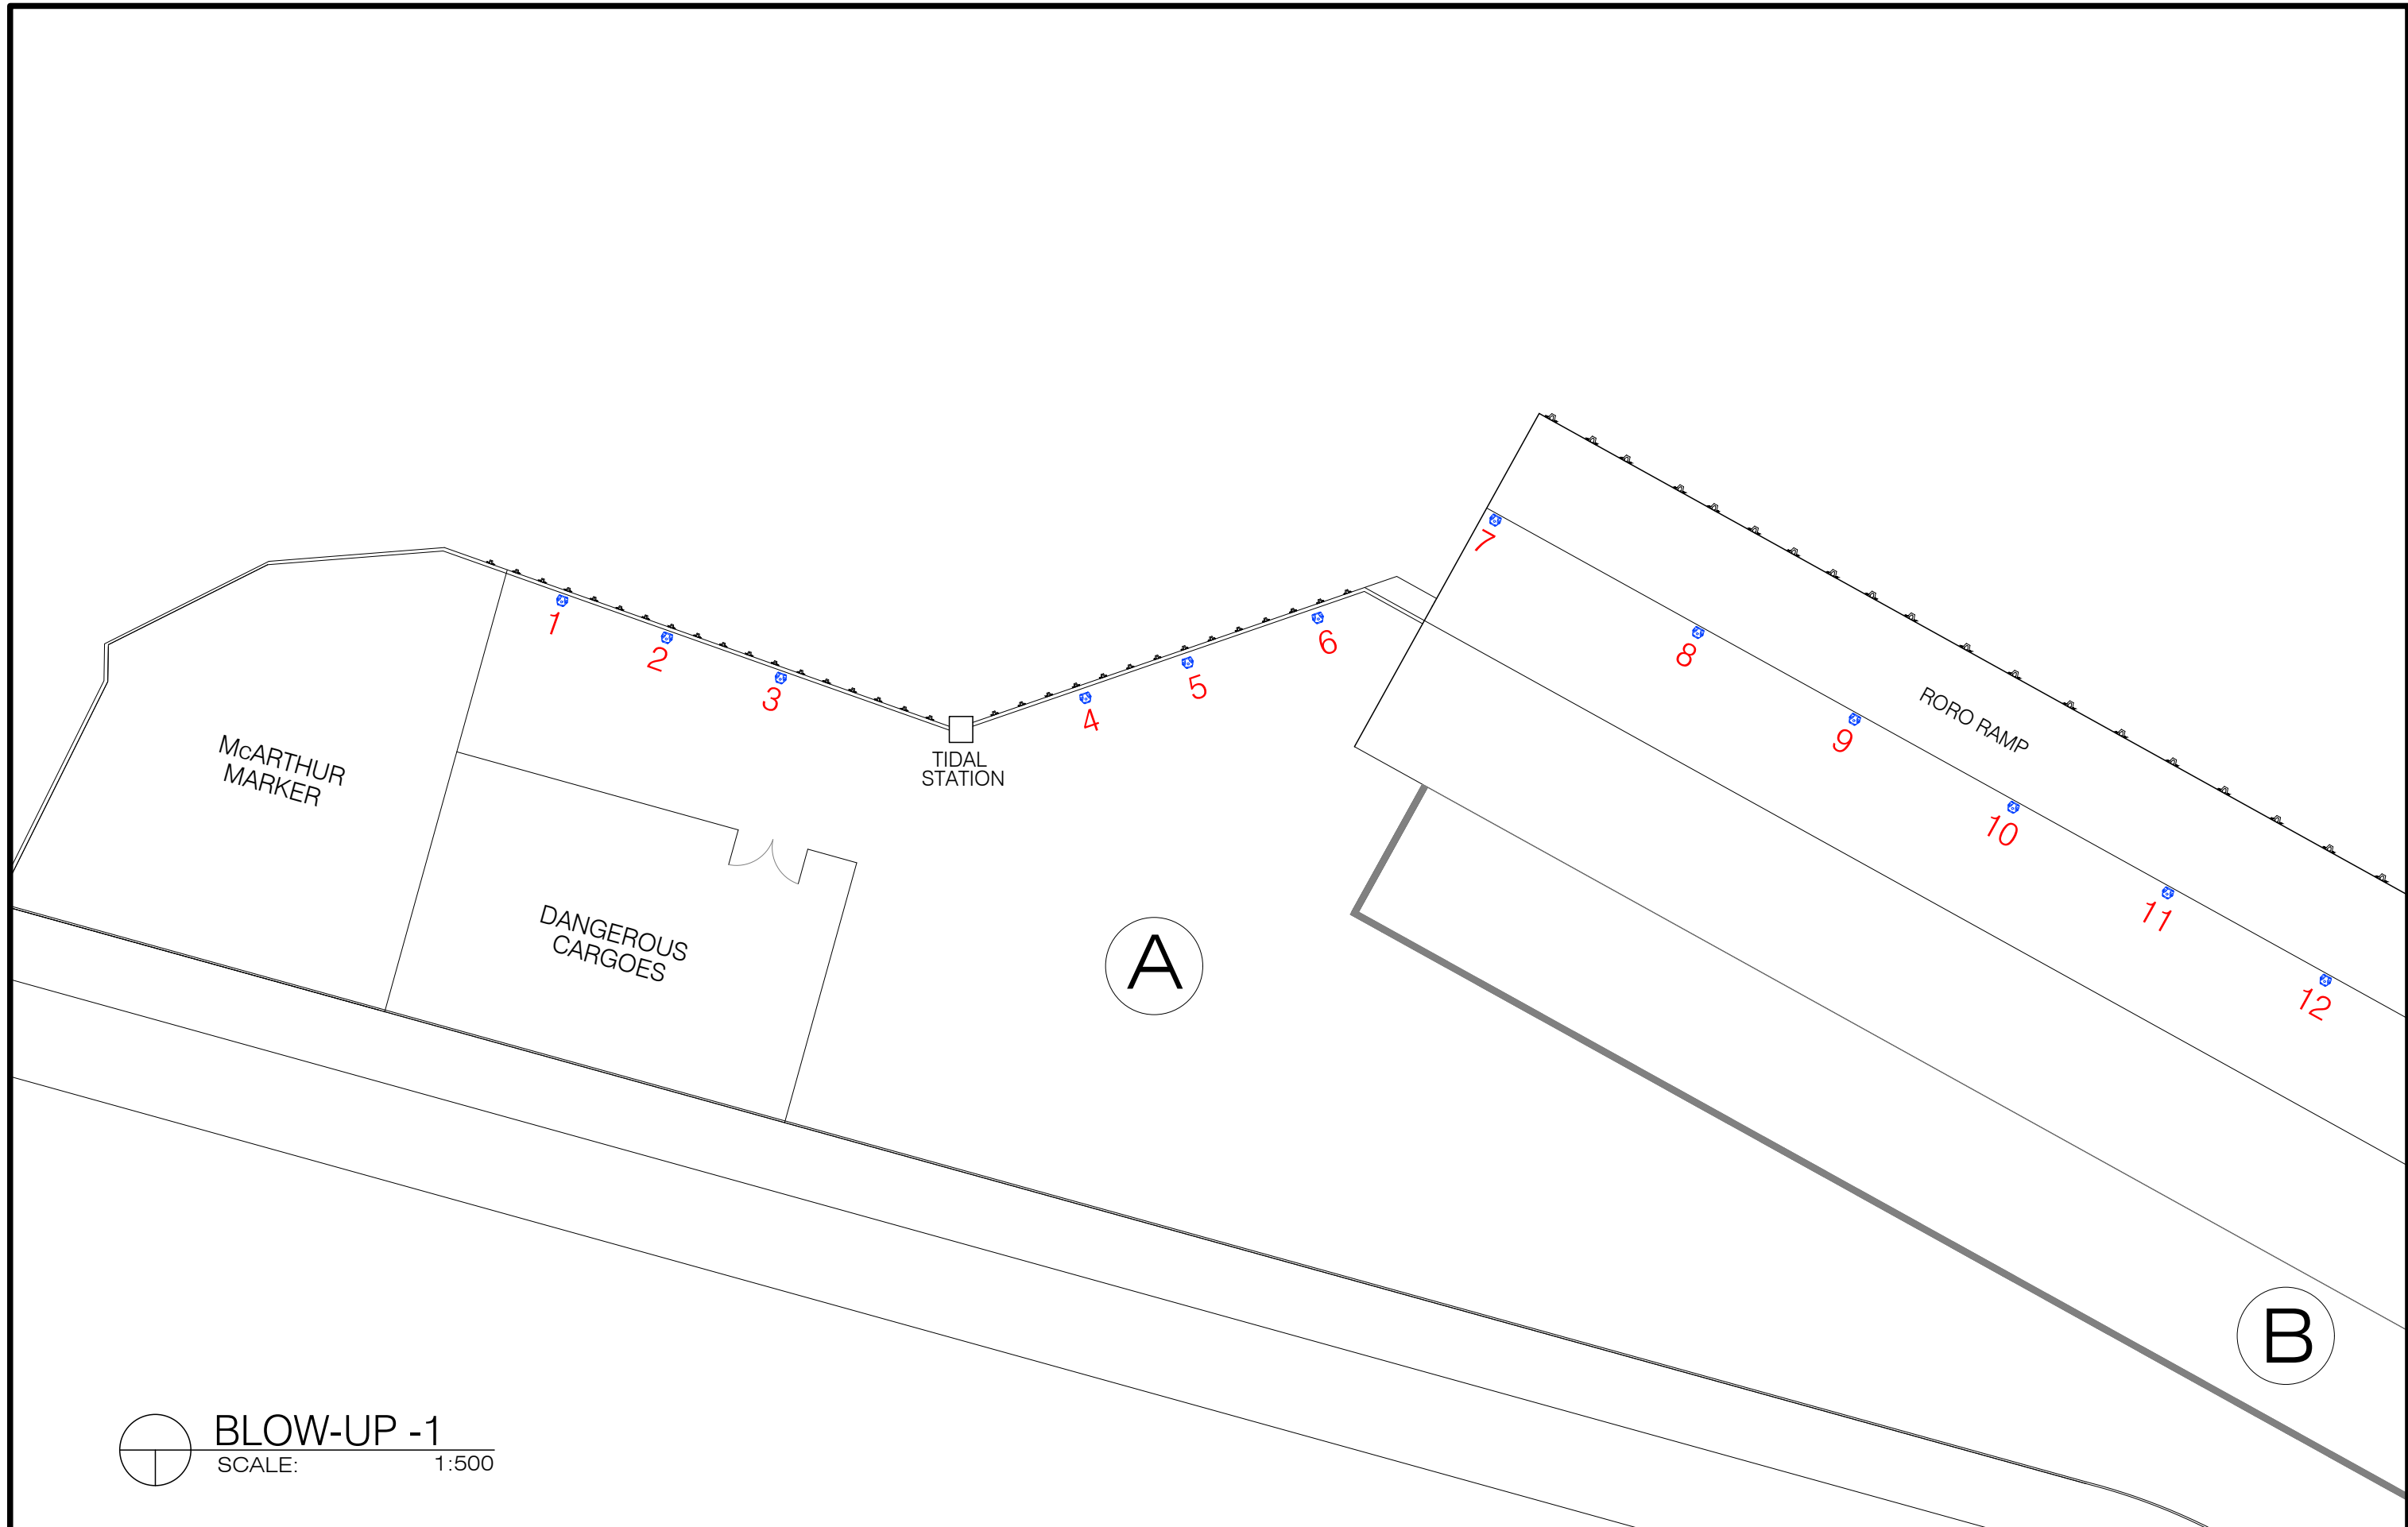 1
2
3
4
5
6
7
8
9
10
11
12
RORO RAMP
TIDAL
STATION
McARTHUR
MARKER
DANGEROUS
CARGOES
A
B
BLOW-UP -1
SCALE: 1:500